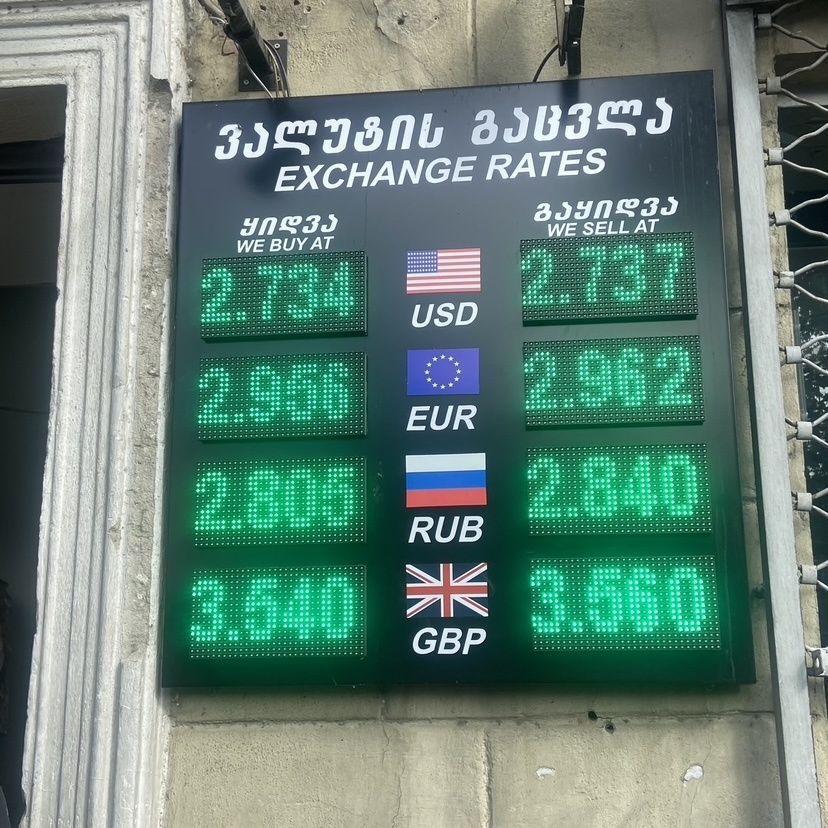 ვალუტის გაცვლა
EXCHANGE RATES
ყიდვა
WE BUY AT
გაყიდვა
WE SELL AT
2.734 USD 2.737
2.950 EUR 2.962
2.805 RUB 2.840
3.540 GBP 3.560